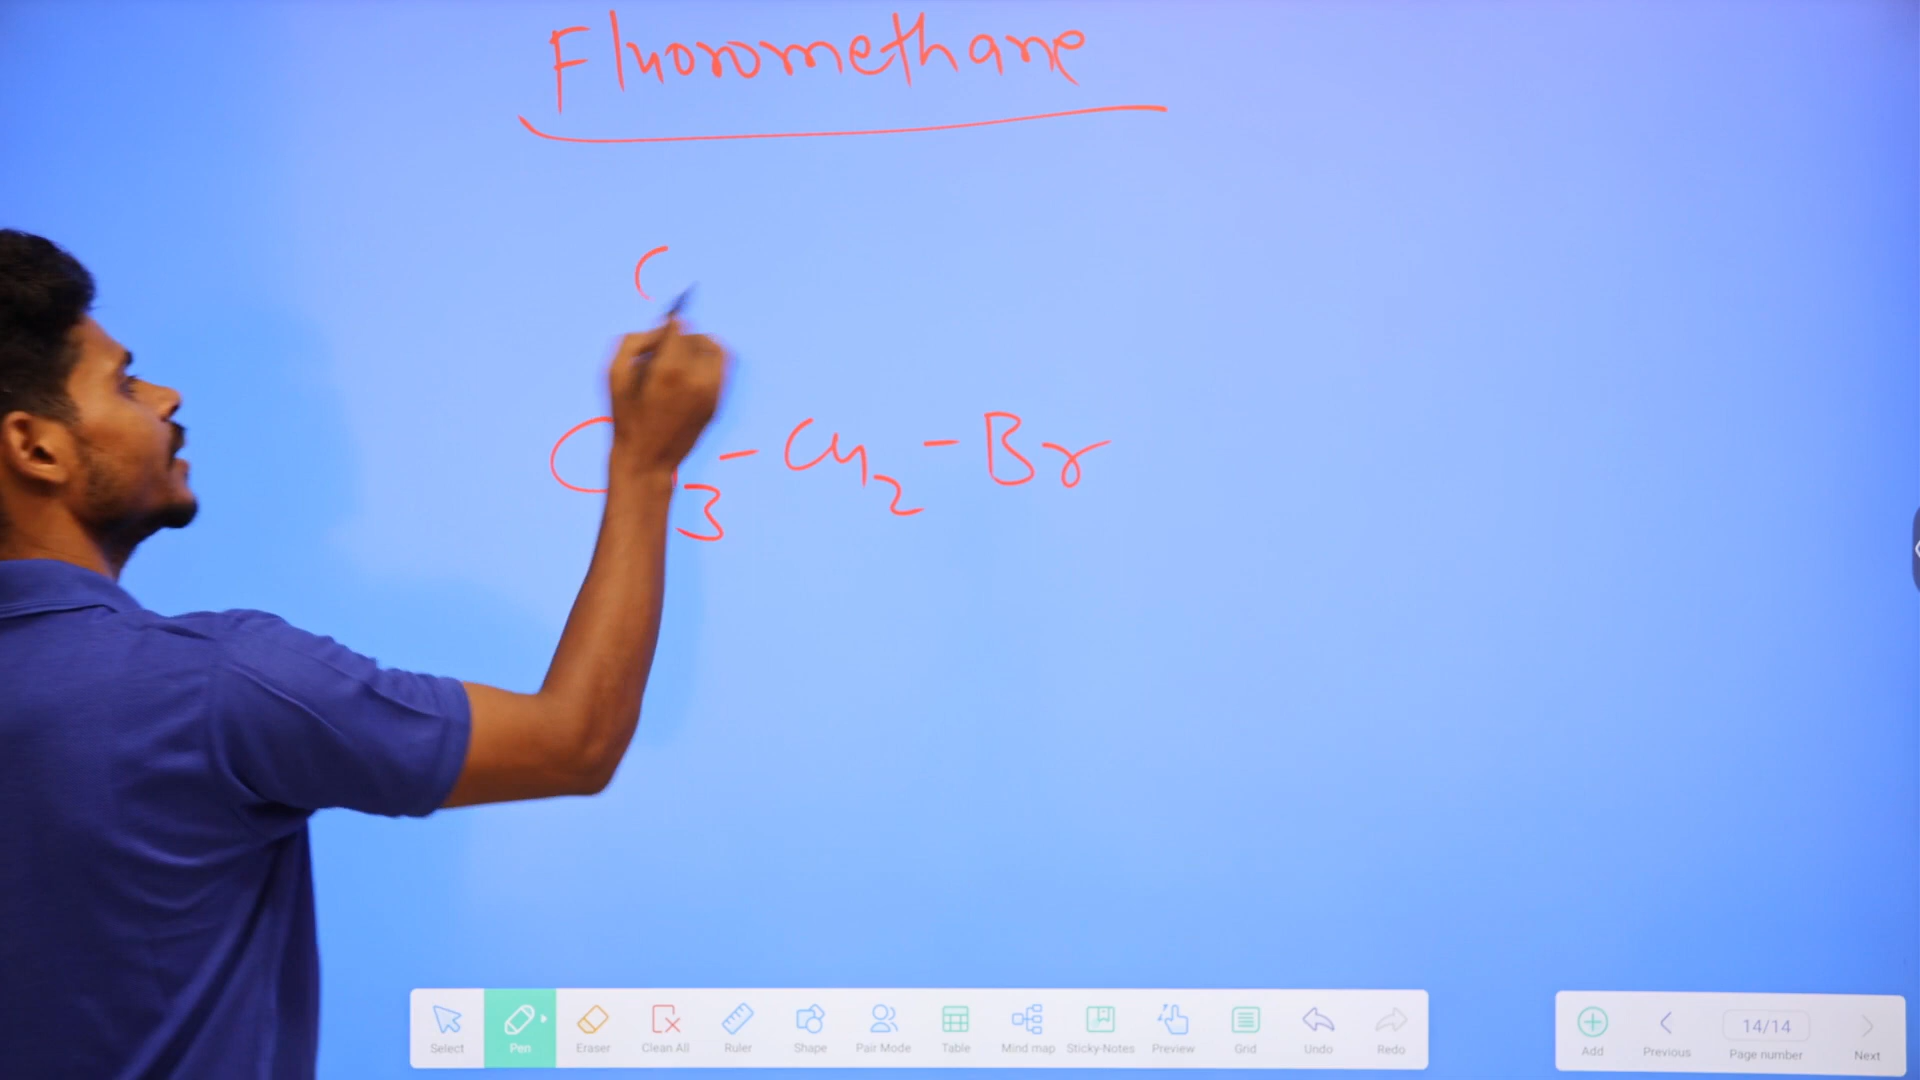 Fluoromethane
C
CH3-CH2-Br
Select Pen Eraser Clean All Ruler Shape Pair Mode Table Mind map Sticky-Notes Preview Grid Undo Redo
Add Previous 14/14 Page number Next